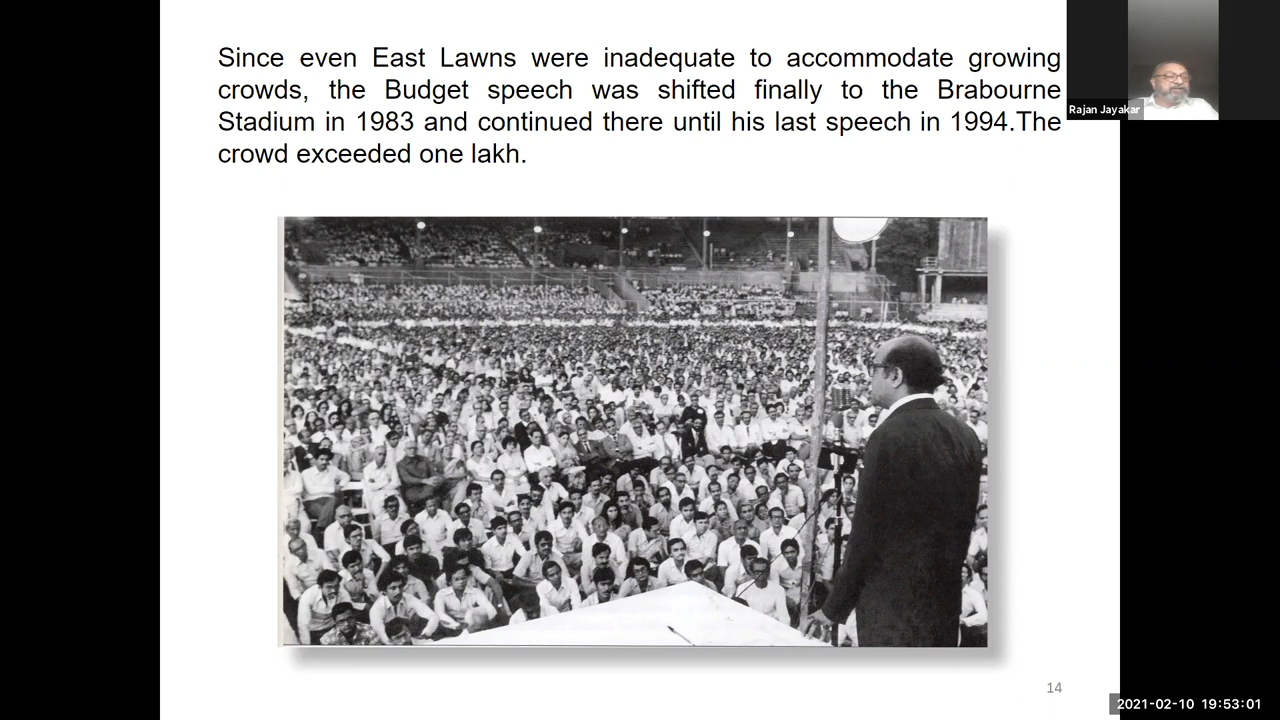 Since even East Lawns were inadequate to accommodate growing
crowds, the Budget speech was shifted finally to the Brabourne
Stadium in 1983 and continued there until his last speech in 1994.The
crowd exceeded one lakh.
Rajan Jayakar
14
2021-02-10 19:53:01